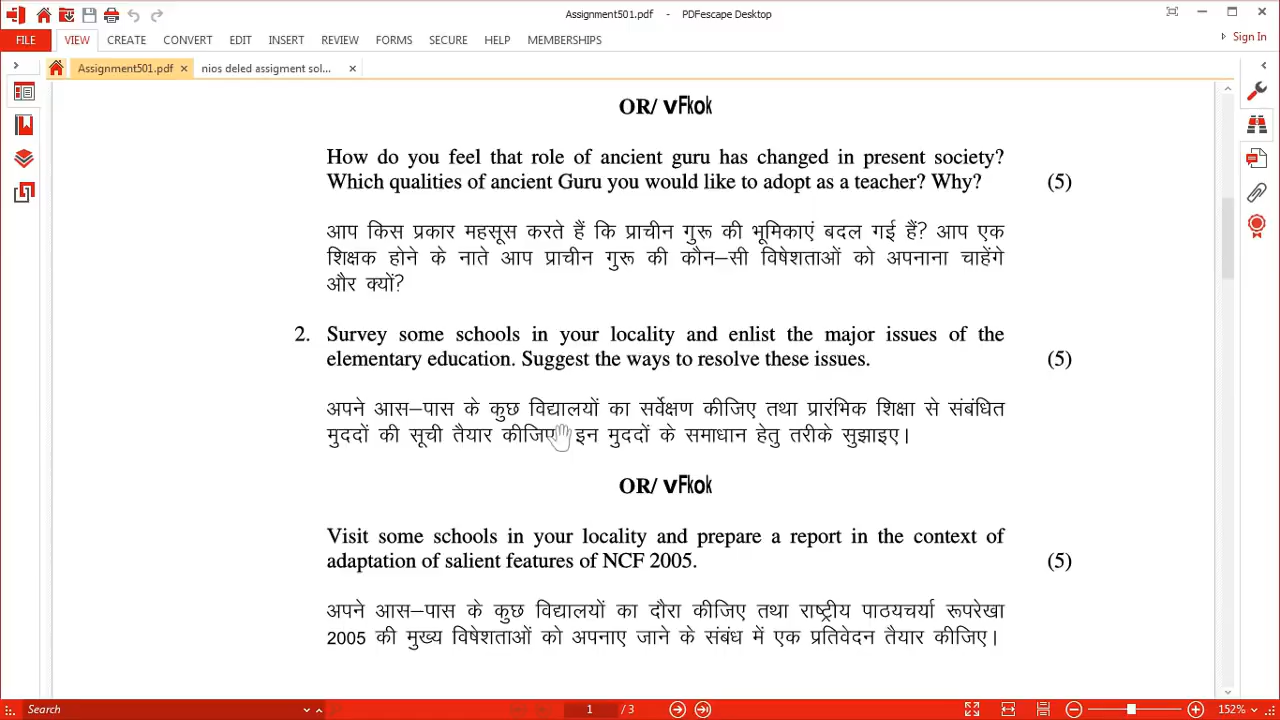 Assignment501.pdf - PDFescape Desktop
FILE VIEW CREATE CONVERT EDIT INSERT REVIEW FORMS SECURE HELP MEMBERSHIPS
Sign In
Assignment501.pdf nios deled assigment sol...
OR/ vFkok
How do you feel that role of ancient guru has changed in present society?
Which qualities of ancient Guru you would like to adopt as a teacher? Why? (5)
आप किस प्रकार महसूस करते हैं कि प्राचीन गुरू की भूमिकाएं बदल गई हैं? आप एक
शिक्षक होने के नाते आप प्राचीन गुरू की कौन–सी विषेशताओं को अपनाना चाहेंगे
और क्यों?
2. Survey some schools in your locality and enlist the major issues of the
elementary education. Suggest the ways to resolve these issues. (5)
अपने आस–पास के कुछ विद्यालयों का सर्वेक्षण कीजिए तथा प्रारंभिक शिक्षा से संबंधित
मुददों की सूची तैयार कीजिए इन मुददों के समाधान हेतु तरीके सुझाइए।
OR/ vFkok
Visit some schools in your locality and prepare a report in the context of
adaptation of salient features of NCF 2005. (5)
अपने आस–पास के कुछ विद्यालयों का दौरा कीजिए तथा राष्ट्रीय पाठयचर्या रूपरेखा
2005 की मुख्य विषेशताओं को अपनाए जाने के संबंध में एक प्रतिवेदन तैयार कीजिए।
Search 1 / 3 152%